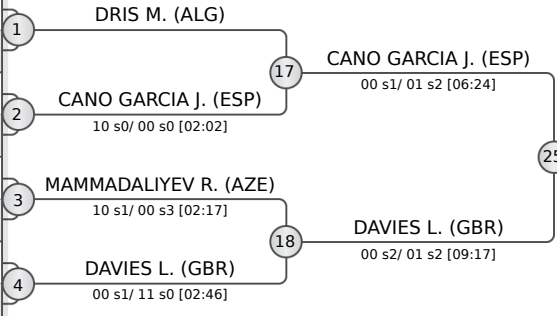 DRIS M. (ALG)
1
17
CANO GARCIA J. (ESP)
00 s1/ 01 s2 [06:24]
CANO GARCIA J. (ESP)
2
10 s0/ 00 s0 [02:02]
25
MAMMADALIYEV R. (AZE)
3
10 s1/ 00 s3 [02:17]
18
DAVIES L. (GBR)
00 s2/ 01 s2 [09:17]
DAVIES L. (GBR)
4
00 s1/ 11 s0 [02:46]